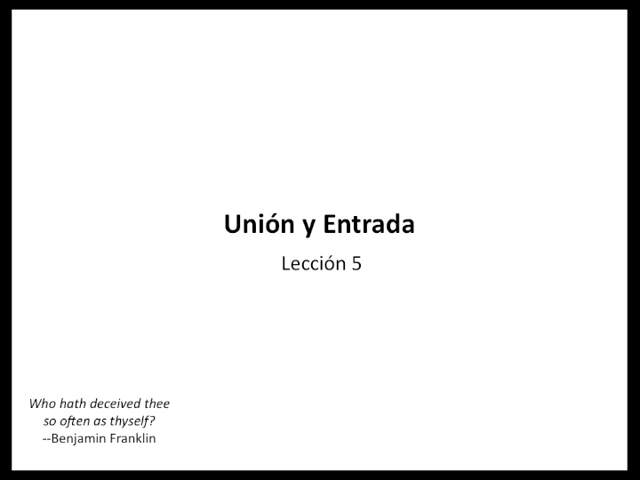 Unión y Entrada
Lección 5
Who hath deceived thee
so often as thyself?
--Benjamin Franklin